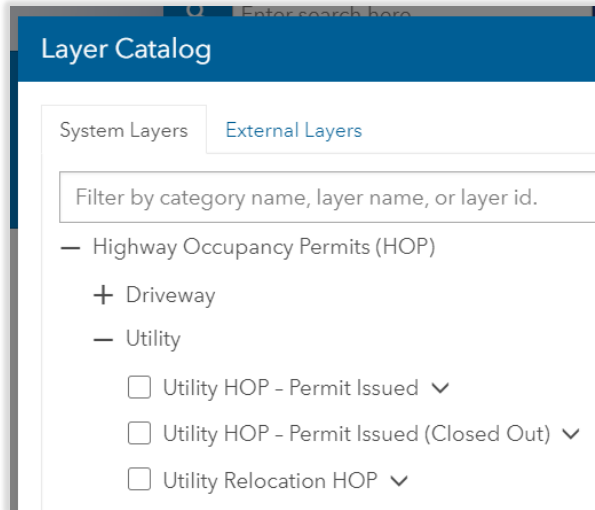 Enter search here
Layer Catalog
System Layers External Layers
Filter by category name, layer name, or layer id.
Highway Occupancy Permits (HOP)
Driveway
Utility
Utility HOP – Permit Issued
Utility HOP – Permit Issued (Closed Out)
Utility Relocation HOP